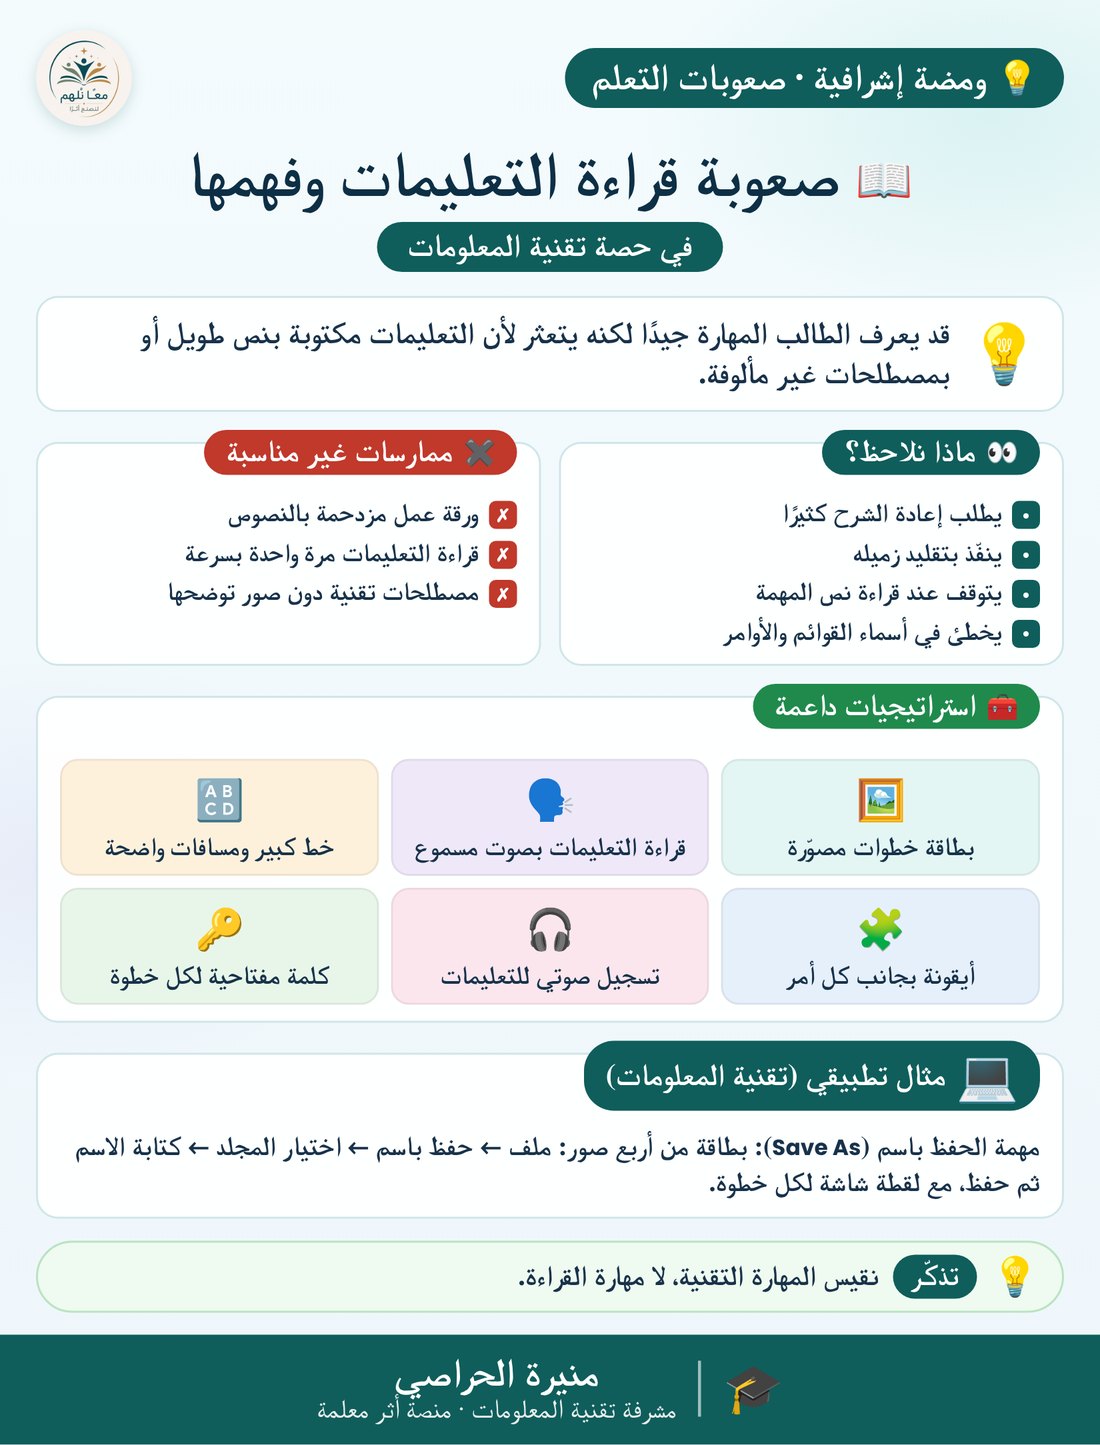 معًا نُلهم
لنصنع أثرًا
ومضة إشرافية · صعوبات التعلم
صعوبة قراءة التعليمات وفهمها
في حصة تقنية المعلومات
قد يعرف الطالب المهارة جيدًا لكنه يتعثر لأن التعليمات مكتوبة بنص طويل أو
بمصطلحات غير مألوفة.
ماذا نلاحظ؟
يطلب إعادة الشرح كثيرًا
ينفّذ بتقليد زميله
يتوقف عند قراءة نص المهمة
يخطئ في أسماء القوائم والأوامر
ممارسات غير مناسبة
ورقة عمل مزدحمة بالنصوص
قراءة التعليمات مرة واحدة بسرعة
مصطلحات تقنية دون صور توضحها
استراتيجيات داعمة
بطاقة خطوات مصوّرة
قراءة التعليمات بصوت مسموع
A B
C D
خط كبير ومسافات واضحة
أيقونة بجانب كل أمر
تسجيل صوتي للتعليمات
كلمة مفتاحية لكل خطوة
مثال تطبيقي (تقنية المعلومات)
مهمة الحفظ باسم (Save As): بطاقة من أربع صور: ملف ← حفظ باسم ← اختيار المجلد ← كتابة الاسم
ثم حفظ، مع لقطة شاشة لكل خطوة.
تذكّر نقيس المهارة التقنية، لا مهارة القراءة.
منيرة الحراصي
مشرفة تقنية المعلومات · منصة أثر معلمة